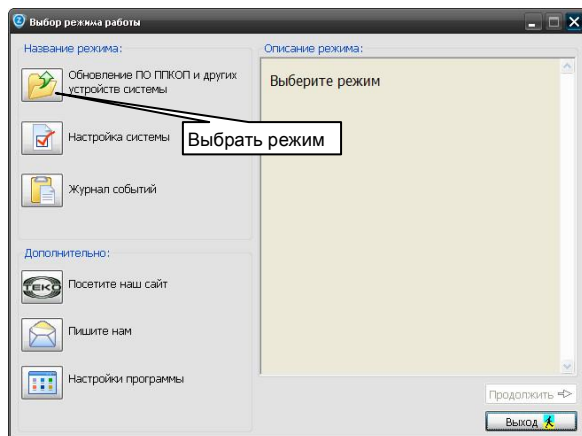 Выбор режима работы
Название режима:
Обновление ПО ППКОП и других
устройств системы
Настройка системы
Журнал событий
Выбрать режим
Описание режима:
Выберите режим
Дополнительно:
ТЕКО
Посетите наш сайт
Пишите нам
Настройки программы
Продолжить
Выход